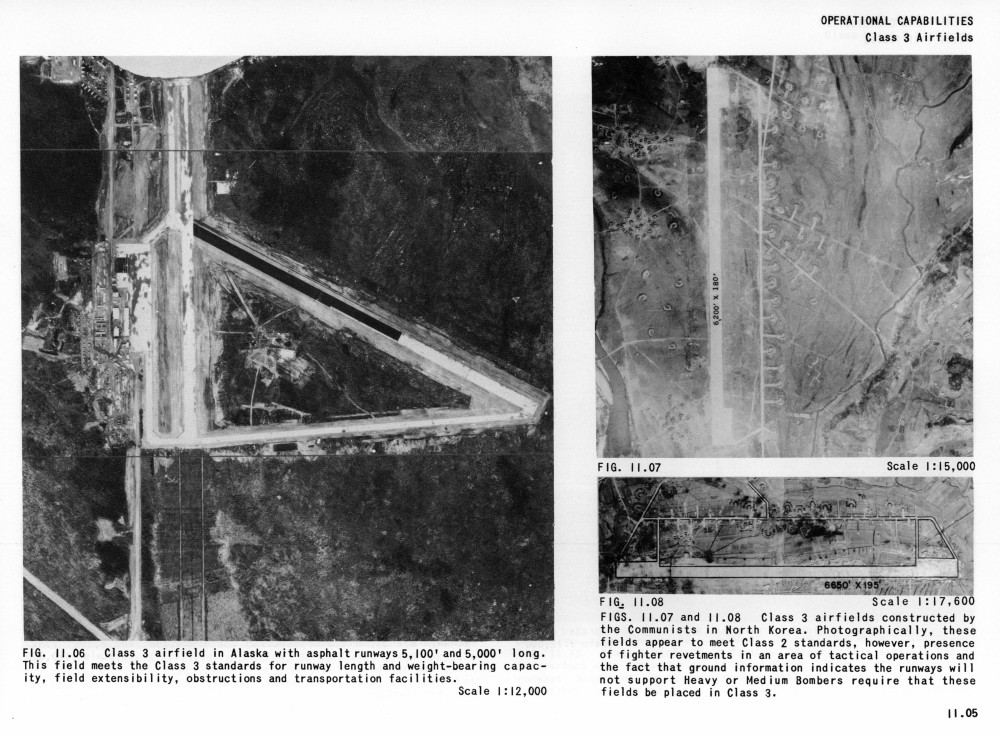 OPERATIONAL CAPABILITIES
Class 3 Airfields
6,200' X 180'
FIG. 11.07 Scale 1:15,000
6650' X 195'
FIG. 11.08 Scale 1:17,600
FIG. 11.06 Class 3 airfield in Alaska with asphalt runways 5,100' and 5,000' long.
This field meets the Class 3 standards for runway length and weight-bearing capac-
ity, field extensibility, obstructions and transportation facilities.
Scale 1:12,000
FIGS. 11.07 and 11.08 Class 3 airfields constructed by
the Communists in North Korea. Photographically, these
fields appear to meet Class 2 standards, however, presence
of fighter revetments in an area of tactical operations and
the fact that ground information indicates the runways will
not support Heavy or Medium Bombers require that these
fields be placed in Class 3.
11.05